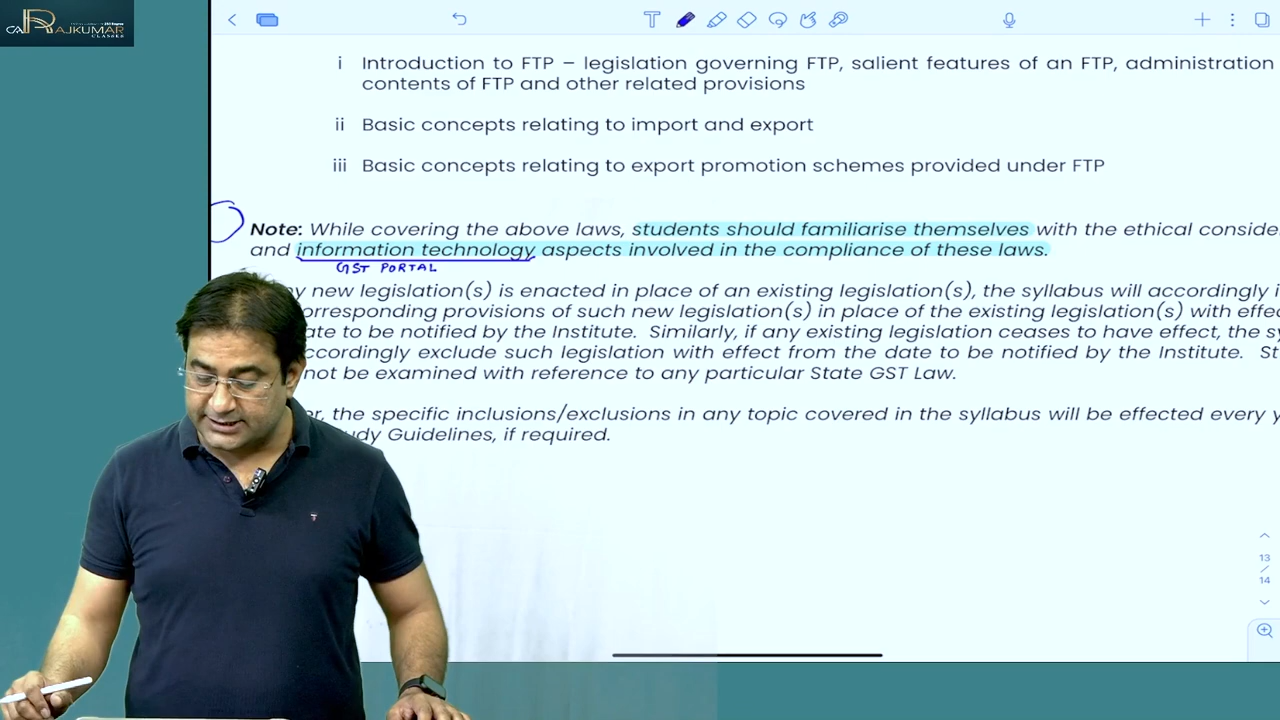 CA RAJKUMAR
CLASSES
T
i Introduction to FTP – legislation governing FTP, salient features of an FTP, administration
contents of FTP and other related provisions
ii Basic concepts relating to import and export
iii Basic concepts relating to export promotion schemes provided under FTP
Note: While covering the above laws, students should familiarise themselves with the ethical conside
and information technology aspects involved in the compliance of these laws.
GST PORTAL
ny new legislation(s) is enacted in place of an existing legislation(s), the syllabus will accordingly i
orresponding provisions of such new legislation(s) in place of the existing legislation(s) with effec
ate to be notified by the Institute. Similarly, if any existing legislation ceases to have effect, the sy
ccordingly exclude such legislation with effect from the date to be notified by the Institute. St
not be examined with reference to any particular State GST Law.
r, the specific inclusions/exclusions in any topic covered in the syllabus will be effected every y
udy Guidelines, if required.
13
/
14